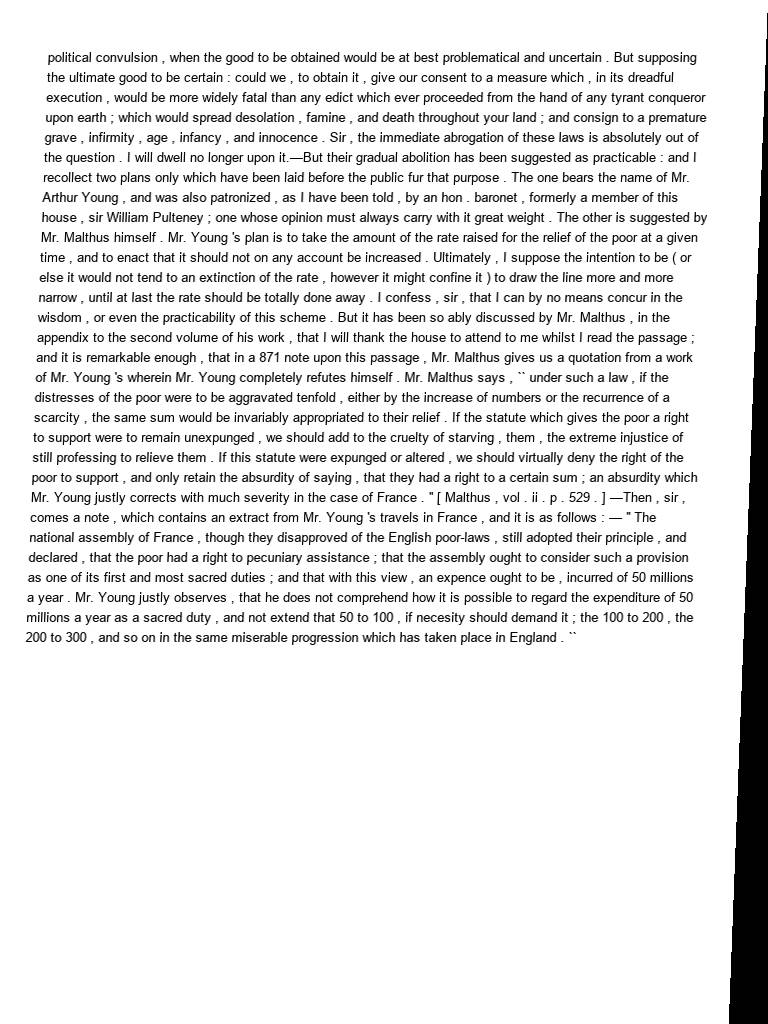 political convulsion , when the good to be obtained would be at best problematical and uncertain . But supposing
the ultimate good to be certain : could we , to obtain it , give our consent to a measure which , in its dreadful
execution , would be more widely fatal than any edict which ever proceeded from the hand of any tyrant conqueror
upon earth ; which would spread desolation , famine , and death throughout your land ; and consign to a premature
grave , infirmity , age , infancy , and innocence . Sir , the immediate abrogation of these laws is absolutely out of
the question . I will dwell no longer upon it.—But their gradual abolition has been suggested as practicable : and I
recollect two plans only which have been laid before the public fur that purpose . The one bears the name of Mr.
Arthur Young , and was also patronized , as I have been told , by an hon . baronet , formerly a member of this
house , sir William Pulteney ; one whose opinion must always carry with it great weight . The other is suggested by
Mr. Malthus himself . Mr. Young 's plan is to take the amount of the rate raised for the relief of the poor at a given
time , and to enact that it should not on any account be increased . Ultimately , I suppose the intention to be ( or
else it would not tend to an extinction of the rate , however it might confine it ) to draw the line more and more
narrow , until at last the rate should be totally done away . I confess , sir , that I can by no means concur in the
wisdom , or even the practicability of this scheme . But it has been so ably discussed by Mr. Malthus , in the
appendix to the second volume of his work , that I will thank the house to attend to me whilst I read the passage ;
and it is remarkable enough , that in a 871 note upon this passage , Mr. Malthus gives us a quotation from a work
of Mr. Young 's wherein Mr. Young completely refutes himself . Mr. Malthus says , `` under such a law , if the
distresses of the poor were to be aggravated tenfold , either by the increase of numbers or the recurrence of a
scarcity , the same sum would be invariably appropriated to their relief . If the statute which gives the poor a right
to support were to remain unexpunged , we should add to the cruelty of starving , them , the extreme injustice of
still professing to relieve them . If this statute were expunged or altered , we should virtually deny the right of the
poor to support , and only retain the absurdity of saying , that they had a right to a certain sum ; an absurdity which
Mr. Young justly corrects with much severity in the case of France . '' [ Malthus , vol . ii . p . 529 . ] —Then , sir ,
comes a note , which contains an extract from Mr. Young 's travels in France , and it is as follows : — " The
national assembly of France , though they disapproved of the English poor-laws , still adopted their principle , and
declared , that the poor had a right to pecuniary assistance ; that the assembly ought to consider such a provision
as one of its first and most sacred duties ; and that with this view , an expence ought to be , incurred of 50 millions
a year . Mr. Young justly observes , that he does not comprehend how it is possible to regard the expenditure of 50
millions a year as a sacred duty , and not extend that 50 to 100 , if necesity should demand it ; the 100 to 200 , the
200 to 300 , and so on in the same miserable progression which has taken place in England . ``